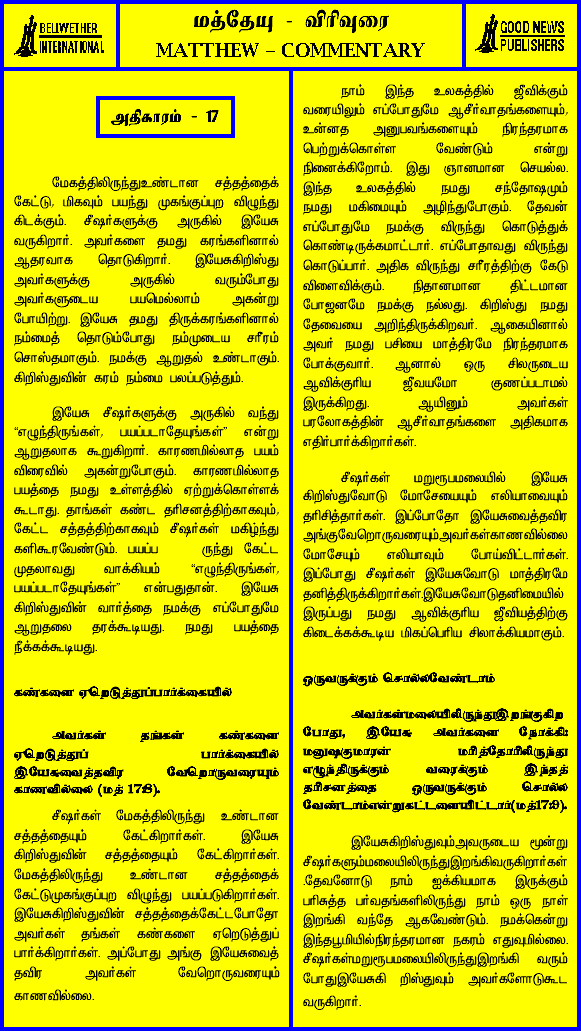 BELWETHER
INTERNATIONAL
மத்தேயு - விரிவுரை
MATTHEW – COMMENTARY
GOOD NEWS
PUBLISHERS
அதிகாரம் - 17
மேகத்திலிருந்துஉண்டான சத்தத்தைக்
கேட்டு, மிகவும் பயந்து முகங்குப்புற விழுந்து
கிடக்கும். சீஷர்களுக்கு அருகில் இயேசு
வருகிறார். அவர்களை தமது கரங்களினால்
ஆதரவாக தொடுகிறார். இயேசுகிறிஸ்து
அவர்களுக்கு அருகில் வரும்போது
அவர்களுடைய பயமெல்லாம் அகன்று
போயிற்று. இயேசு தமது திருக்கரங்களினால்
நம்மைத் தொடும்போது நம்முடைய சரீரம்
சொஸ்தமாகும். நமக்கு ஆறுதல் உண்டாகும்.
கிறிஸ்துவின் கரம் நம்மை பலப்படுத்தும்.
இயேசு சீஷர்களுக்கு அருகில் வந்து
“எழுந்திருங்கள், பயப்படாதேயுங்கள்” என்று
ஆறுதலாக கூறுகிறார். காரணமில்லாத பயம்
விரைவில் அகன்றுபோகும். காரணமில்லாத
பயத்தை நமது உள்ளத்தில் ஏற்றுக்கொள்ளக்
கூடாது. தாங்கள் கண்ட தரிசனத்திற்காகவும்,
கேட்ட சத்தத்திற்காகவும் சீஷர்கள் மகிழ்ந்து
களிகூரவேண்டும். பயப்ப ருந்து கேட்ட
முதலாவது வாக்கியம் “எழுந்திருங்கள்,
பயப்படாதேயுங்கள்” என்பதுதான். இயேசு
கிறிஸ்துவின் வார்த்தை நமக்கு எப்போதுமே
ஆறுதலை தரக்கூடியது. நமது பயத்தை
நீக்கக்கூடியது.
கண்களை ஏறெடுத்துப்பார்க்கையில்
அவர்கள் தங்கள் கண்களை
ஏறெடுத்துப் பார்க்கையில்
இயேசுவைத்தவிர வேறொருவரையும்
காணவில்லை (மத் 17:8).
சீஷர்கள் மேகத்திலிருந்து உண்டான
சத்தத்தையும் கேட்கிறார்கள். இயேசு
கிறிஸ்துவின் சத்தத்தையும் கேட்கிறார்கள்.
மேகத்திலிருந்து உண்டான சத்தத்தைக்
கேட்டுமுகங்குப்புற விழுந்து பயப்படுகிறார்கள்.
இயேசுகிறிஸ்துவின் சத்தத்தைக்கேட்டபோதோ
அவர்கள் தங்கள் கண்களை ஏறெடுத்துப்
பார்க்கிறார்கள். அப்போது அங்கு இயேசுவைத்
தவிர அவர்கள் வேறொருவரையும்
காணவில்லை.
நாம் இந்த உலகத்தில் ஜீவிக்கும்
வரையிலும் எப்போதுமே ஆசீர்வாதங்களையும்,
உன்னத அனுபவங்களையும் நிரந்தரமாக
பெற்றுக்கொள்ள வேண்டும் என்று
நினைக்கிறோம். இது ஞானமான செயல்ல.
இந்த உலகத்தில் நமது சந்தோஷமும்
நமது மகிமையும் அழிந்துபோகும். தேவன்
எப்போதுமே நமக்கு விருந்து கொடுத்துக்
கொண்டிருக்கமாட்டார். எப்போதாவது விருந்து
கொடுப்பார். அதிக விருந்து சரீரத்திற்கு கேடு
விளைவிக்கும். நிதானமான திட்டமான
போஜனமே நமக்கு நல்லது. கிறிஸ்து நமது
தேவையை அறிந்திருக்கிறவர். ஆகையினால்
அவர் நமது பசியை மாத்திரமே நிரந்தரமாக
போக்குவார். ஆனால் ஒரு சிலருடைய
ஆவிக்குரிய ஜீவயமோ குணப்படாமல்
இருக்கிறது. ஆயினும் அவர்கள்
பரலோகத்தின் ஆசீர்வாதங்களை அதிகமாக
எதிர்பார்க்கிறார்கள்.
சீஷர்கள் மறுரூபமலையில் இயேசு
கிறிஸ்துவோடு மோசேயையும் எலியாவையும்
தரிசித்தார்கள். இப்போதோ இயேசுவைத்தவிர
அங்குவேறொருவரையும்அவர்கள்காணவில்லை
மோசேயும் எலியாவும் போய்விட்டார்கள்.
இப்போது சீஷர்கள் இயேசுவோடு மாத்திரமே
தனித்திருக்கிறார்கள்.இயேசுவோடுதனிமையில்
இருப்பது நமது ஆவிக்குரிய ஜீவியத்திற்கு
கிடைக்கக்கூடிய மிகப்பெரிய சிலாக்கியமாகும்.
ஒருவருக்கும் சொல்லவேண்டாம்
அவர்கள்மலையிலிருந்துஇறங்குகிற
போது, இயேசு அவர்களை நோக்கி:
மனுஷகுமாரன் மரித்தோரிலிருந்து
எழுந்திருக்கும் வரைக்கும் இந்தத்
தரிசனத்தை ஒருவருக்கும் சொல்ல
வேண்டாம்என்றுகட்டளையிட்டார்(மத்17:9).
இயேசுகிறிஸ்துவும்அவருடைய மூன்று
சீஷர்களும்மலையிலிருந்துஇறங்கிவருகிறார்கள்
.தேவனோடு நாம் ஐக்கியமாக இருக்கும்
பரிசுத்த பர்வதங்களிலிருந்து நாம் ஒரு நாள்
இறங்கி வந்தே ஆகவேண்டும். நமக்கென்று
இந்தபூமியில்நிரந்தரமான நகரம் எதுவுமில்லை.
சீஷர்கள்மறுரூபமலையிலிருந்துஇறங்கி வரும்
போதுஇயேசுகி றிஸ்துவும் அவர்களோடுகூட
வருகிறார்.